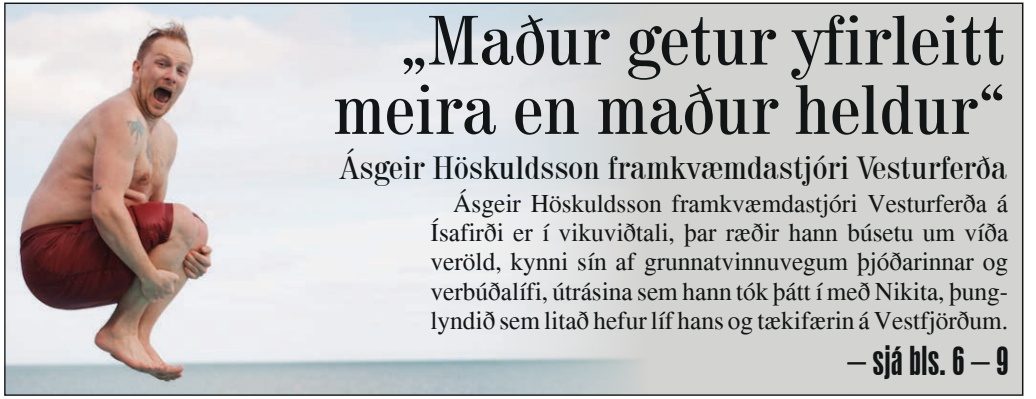 „Maður getur yfirleitt
meira en maður heldur“
Ásgeir Höskuldsson framkvæmdastjóri Vesturferða
Ásgeir Höskuldsson framkvæmdastjóri Vesturferða á
Ísafirði er í vikuviðtali, þar ræðir hann búsetu um víða
veröld, kynni sín af grunnatvinnuvegum þjóðarinnar og
verbúðalífi, útrásina sem hann tók þátt í með Nikita, þung-
lyndið sem litað hefur líf hans og tækifærin á Vestfjörðum.
– sjá bls. 6 – 9